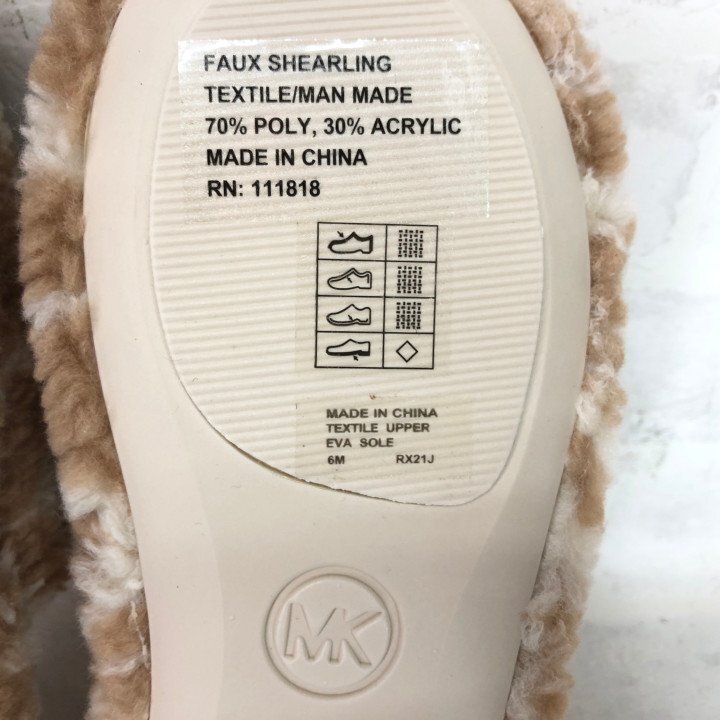 FAUX SHEARLING
TEXTILE/MAN MADE
70% POLY, 30% ACRYLIC
MADE IN CHINA
RN: 111818
MADE IN CHINA
TEXTILE UPPER
EVA SOLE
6M RX21J
MK